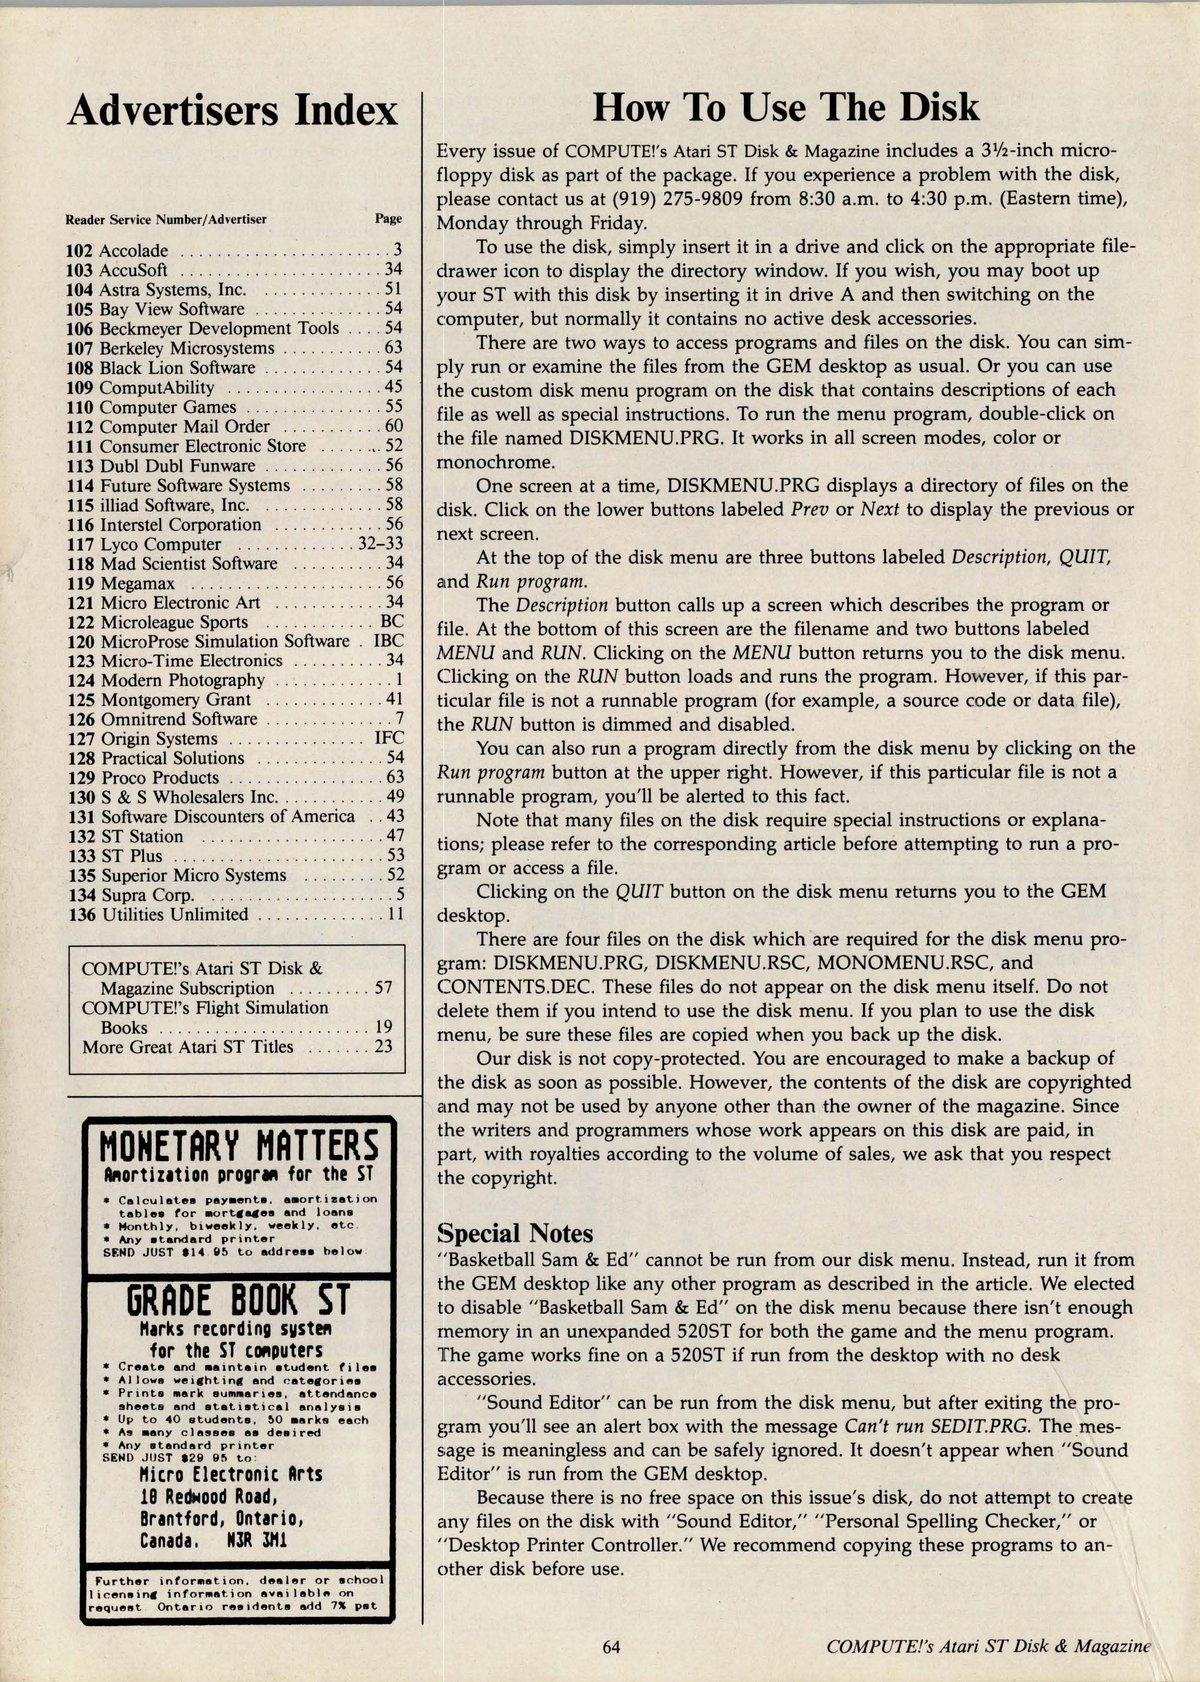 Advertisers Index
Reader Service Number/Advertiser Page
102 Accolade . . . . . . . . . . . . . . . . . . . . . . . 3
103 AccuSoft . . . . . . . . . . . . . . . . . . . . . . 34
104 Astra Systems, Inc. . . . . . . . . . . . . . 51
105 Bay View Software . . . . . . . . . . . . . . 54
106 Beckmeyer Development Tools . . . . 54
107 Berkeley Microsystems . . . . . . . . . . . 63
108 Black Lion Software . . . . . . . . . . . . . 54
109 ComputAbility . . . . . . . . . . . . . . . . . 45
110 Computer Games . . . . . . . . . . . . . . . 55
112 Computer Mail Order . . . . . . . . . . . 60
111 Consumer Electronic Store . . . . . . . 52
113 Dubl Dubl Funware . . . . . . . . . . . . . 56
114 Future Software Systems . . . . . . . . . 58
115 illiad Software, Inc. . . . . . . . . . . . . . 58
116 Interstel Corporation . . . . . . . . . . . . 56
117 Lyco Computer . . . . . . . . . . . . . 32–33
118 Mad Scientist Software . . . . . . . . . . 34
119 Megamax . . . . . . . . . . . . . . . . . . . . . 56
121 Micro Electronic Art . . . . . . . . . . . . 34
122 Microleague Sports . . . . . . . . . . . . BC
120 MicroProse Simulation Software . IBC
123 Micro-Time Electronics . . . . . . . . . . 34
124 Modern Photography . . . . . . . . . . . . . 1
125 Montgomery Grant . . . . . . . . . . . . . 41
126 Omnitrend Software . . . . . . . . . . . . . . 7
127 Origin Systems . . . . . . . . . . . . . . . IFC
128 Practical Solutions . . . . . . . . . . . . . . 54
129 Proco Products . . . . . . . . . . . . . . . . . 63
130 S & S Wholesalers Inc. . . . . . . . . . . . 49
131 Software Discounters of America . . 43
132 ST Station . . . . . . . . . . . . . . . . . . . . 47
133 ST Plus . . . . . . . . . . . . . . . . . . . . . . . 53
135 Superior Micro Systems . . . . . . . . . 52
134 Supra Corp. . . . . . . . . . . . . . . . . . . . . . 5
136 Utilities Unlimited . . . . . . . . . . . . . . 11
COMPUTE!'s Atari ST Disk &
Magazine Subscription . . . . . . . . . 57
COMPUTE!'s Flight Simulation
Books . . . . . . . . . . . . . . . . . . . . . . . 19
More Great Atari ST Titles . . . . . . . 23
MONETARY MATTERS
Amortization program for the ST
* Calculates payments, amortization
tables for mortgages and loans
* Monthly, biweekly, weekly, etc.
* Any standard printer
SEND JUST $14.95 to address below.
GRADE BOOK ST
Marks recording system
for the ST computers
* Create and maintain student files
* Allows weighting and categories
* Prints mark summaries, attendance
sheets and statistical analysis
* Up to 40 students, 50 marks each
* As many classes as desired
* Any standard printer
SEND JUST $29.95 to:
Micro Electronic Arts
18 Redwood Road,
Brantford, Ontario,
Canada. N3R 3M1
Further information, dealer or school
licensing information available on
request. Ontario residents add 7% pst
How To Use The Disk
Every issue of COMPUTE!'s Atari ST Disk & Magazine includes a 3½-inch micro-
floppy disk as part of the package. If you experience a problem with the disk,
please contact us at (919) 275-9809 from 8:30 a.m. to 4:30 p.m. (Eastern time),
Monday through Friday.
To use the disk, simply insert it in a drive and click on the appropriate file-
drawer icon to display the directory window. If you wish, you may boot up
your ST with this disk by inserting it in drive A and then switching on the
computer, but normally it contains no active desk accessories.
There are two ways to access programs and files on the disk. You can sim-
ply run or examine the files from the GEM desktop as usual. Or you can use
the custom disk menu program on the disk that contains descriptions of each
file as well as special instructions. To run the menu program, double-click on
the file named DISKMENU.PRG. It works in all screen modes, color or
monochrome.
One screen at a time, DISKMENU.PRG displays a directory of files on the
disk. Click on the lower buttons labeled Prev or Next to display the previous or
next screen.
At the top of the disk menu are three buttons labeled Description, QUIT,
and Run program.
The Description button calls up a screen which describes the program or
file. At the bottom of this screen are the filename and two buttons labeled
MENU and RUN. Clicking on the MENU button returns you to the disk menu.
Clicking on the RUN button loads and runs the program. However, if this par-
ticular file is not a runnable program (for example, a source code or data file),
the RUN button is dimmed and disabled.
You can also run a program directly from the disk menu by clicking on the
Run program button at the upper right. However, if this particular file is not a
runnable program, you'll be alerted to this fact.
Note that many files on the disk require special instructions or explana-
tions; please refer to the corresponding article before attempting to run a pro-
gram or access a file.
Clicking on the QUIT button on the disk menu returns you to the GEM
desktop.
There are four files on the disk which are required for the disk menu pro-
gram: DISKMENU.PRG, DISKMENU.RSC, MONOMENU.RSC, and
CONTENTS.DEC. These files do not appear on the disk menu itself. Do not
delete them if you intend to use the disk menu. If you plan to use the disk
menu, be sure these files are copied when you back up the disk.
Our disk is not copy-protected. You are encouraged to make a backup of
the disk as soon as possible. However, the contents of the disk are copyrighted
and may not be used by anyone other than the owner of the magazine. Since
the writers and programmers whose work appears on this disk are paid, in
part, with royalties according to the volume of sales, we ask that you respect
the copyright.
Special Notes
"Basketball Sam & Ed" cannot be run from our disk menu. Instead, run it from
the GEM desktop like any other program as described in the article. We elected
to disable "Basketball Sam & Ed" on the disk menu because there isn't enough
memory in an unexpanded 520ST for both the game and the menu program.
The game works fine on a 520ST if run from the desktop with no desk
accessories.
"Sound Editor" can be run from the disk menu, but after exiting the pro-
gram you'll see an alert box with the message Can't run SEDIT.PRG. The mes-
sage is meaningless and can be safely ignored. It doesn't appear when "Sound
Editor" is run from the GEM desktop.
Because there is no free space on this issue's disk, do not attempt to create
any files on the disk with "Sound Editor," "Personal Spelling Checker," or
"Desktop Printer Controller." We recommend copying these programs to an-
other disk before use.
64 COMPUTE!'s Atari ST Disk & Magazine